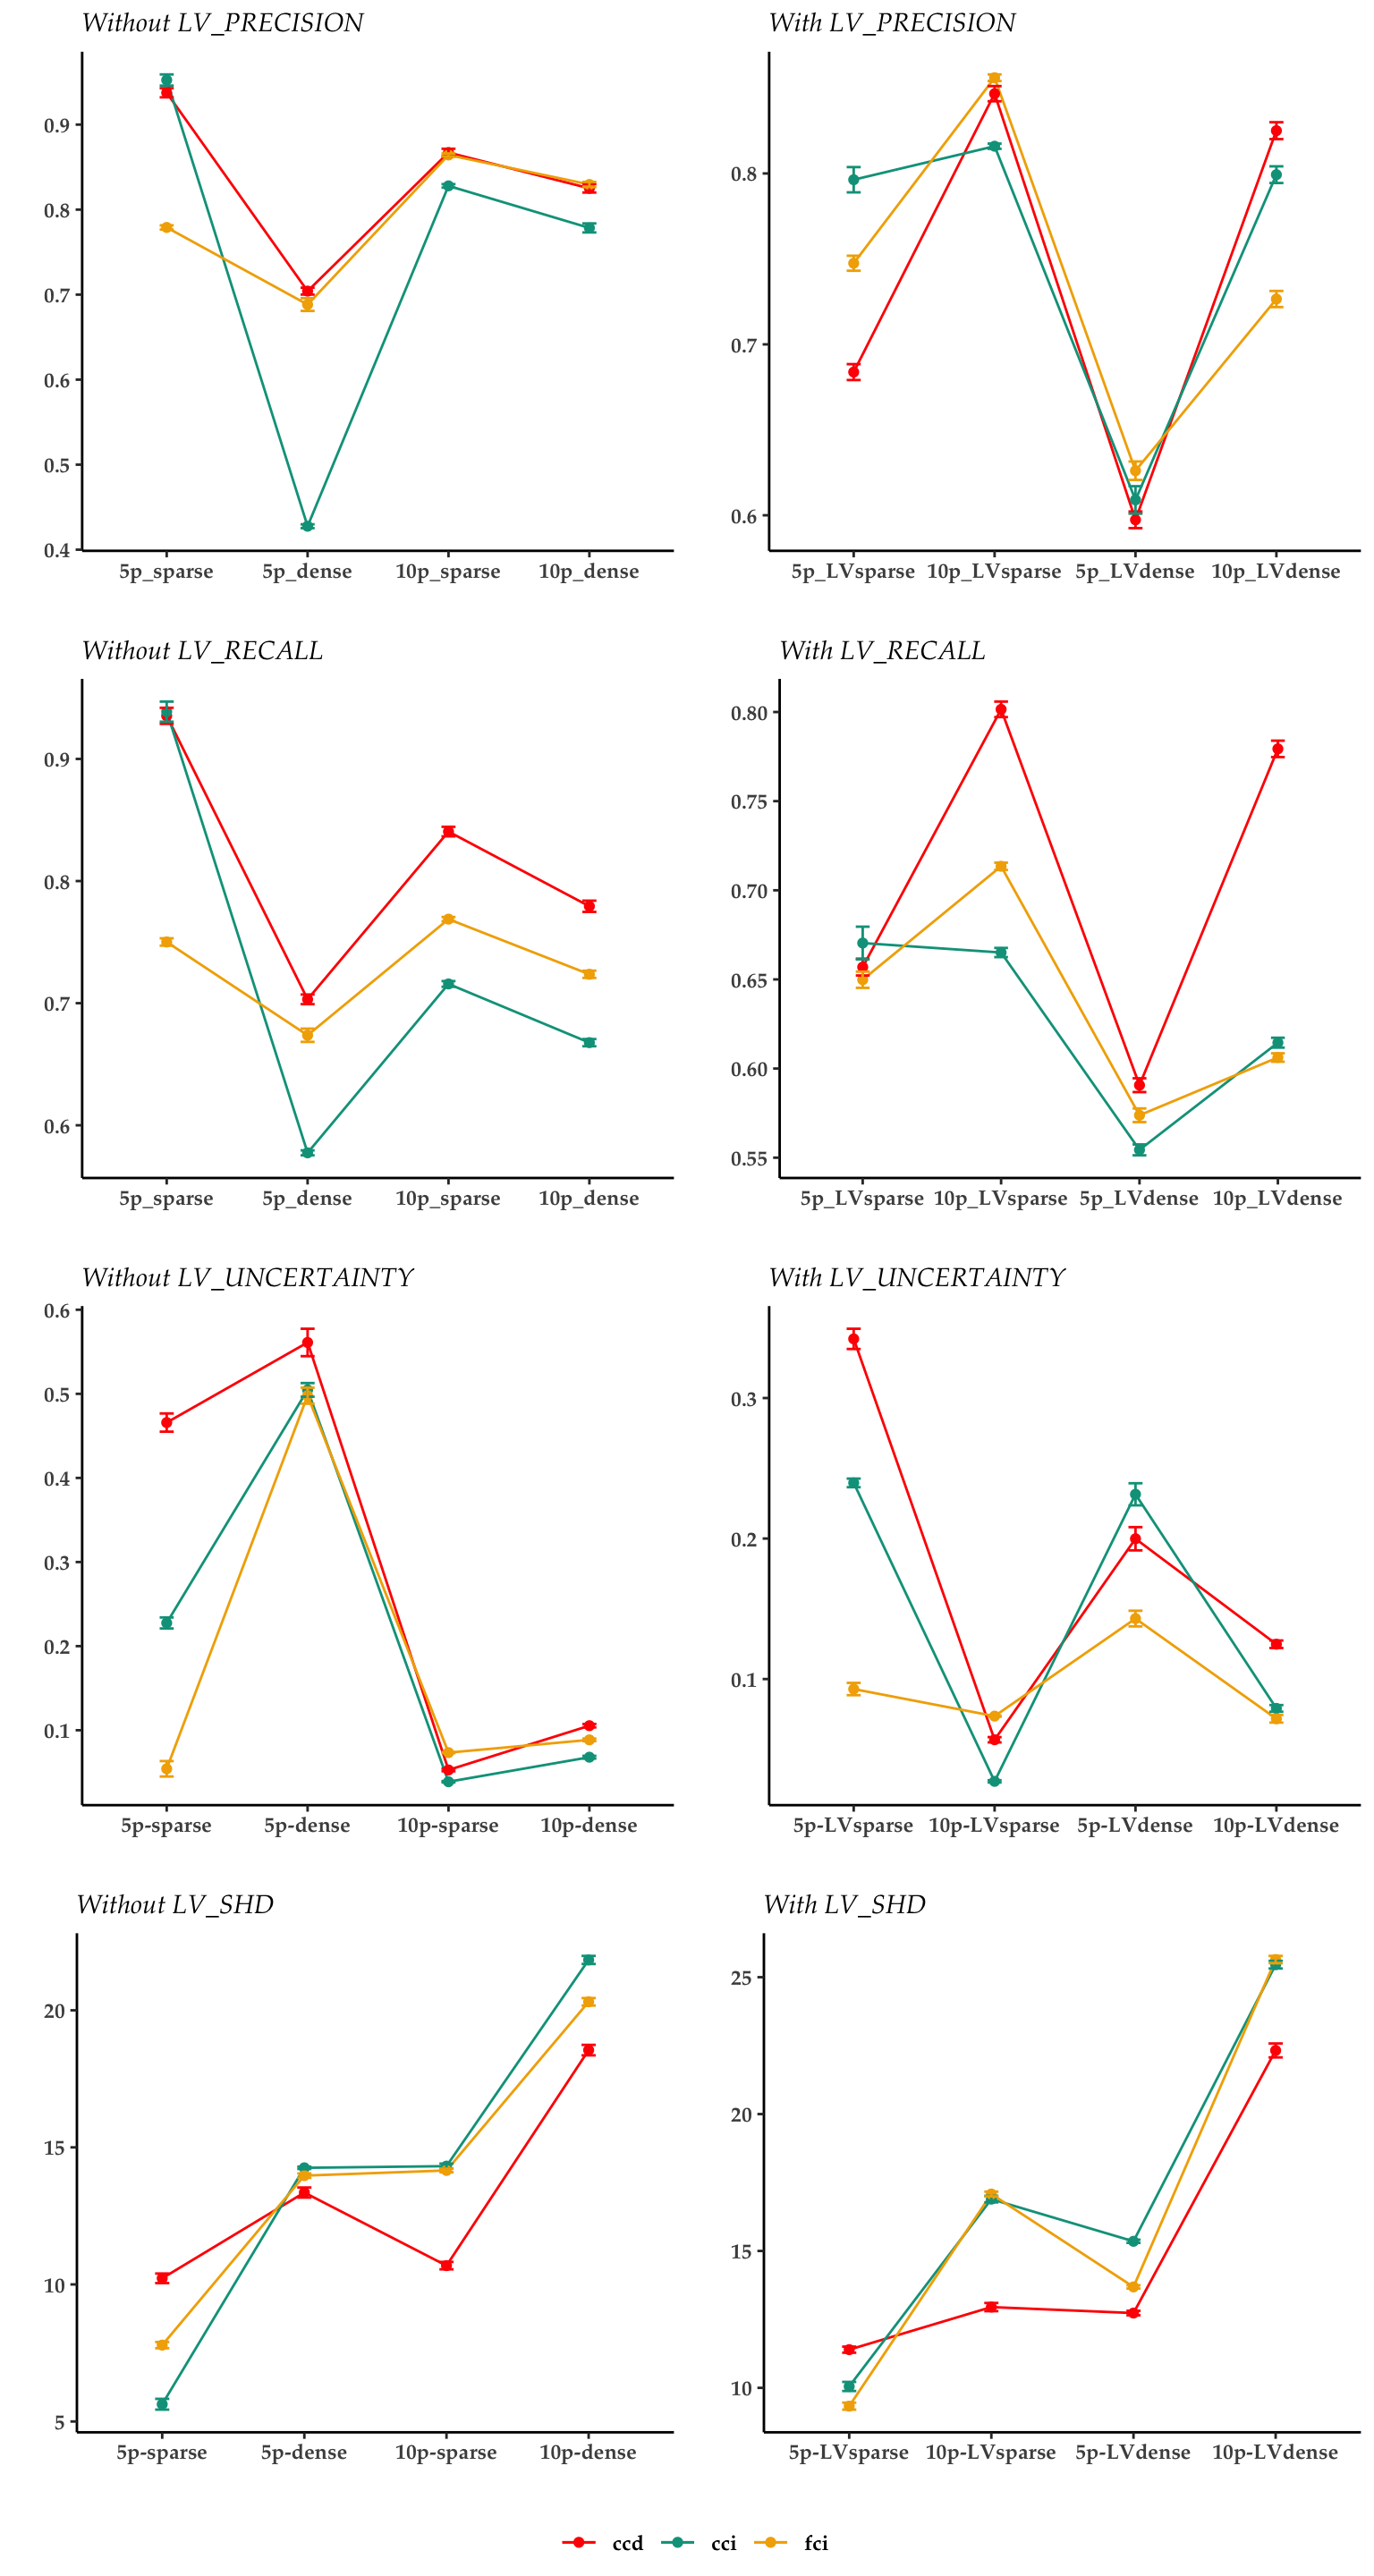 Without LV_PRECISION
0.9
0.8
0.7
0.6
0.5
0.4
5p_sparse 5p_dense 10p_sparse 10p_dense
With LV_PRECISION
0.8
0.7
0.6
5p_LVsparse 10p_LVsparse 5p_LVdense 10p_LVdense
Without LV_RECALL
0.9
0.8
0.7
0.6
5p_sparse 5p_dense 10p_sparse 10p_dense
With LV_RECALL
0.80
0.75
0.70
0.65
0.60
0.55
5p_LVsparse 10p_LVsparse 5p_LVdense 10p_LVdense
Without LV_UNCERTAINTY
0.6
0.5
0.4
0.3
0.2
0.1
5p-sparse 5p-dense 10p-sparse 10p-dense
With LV_UNCERTAINTY
0.3
0.2
0.1
5p-LVsparse 10p-LVsparse 5p-LVdense 10p-LVdense
Without LV_SHD
20
15
10
5
5p-sparse 5p-dense 10p-sparse 10p-dense
With LV_SHD
25
20
15
10
5p-LVsparse 10p-LVsparse 5p-LVdense 10p-LVdense
ccd cci fci